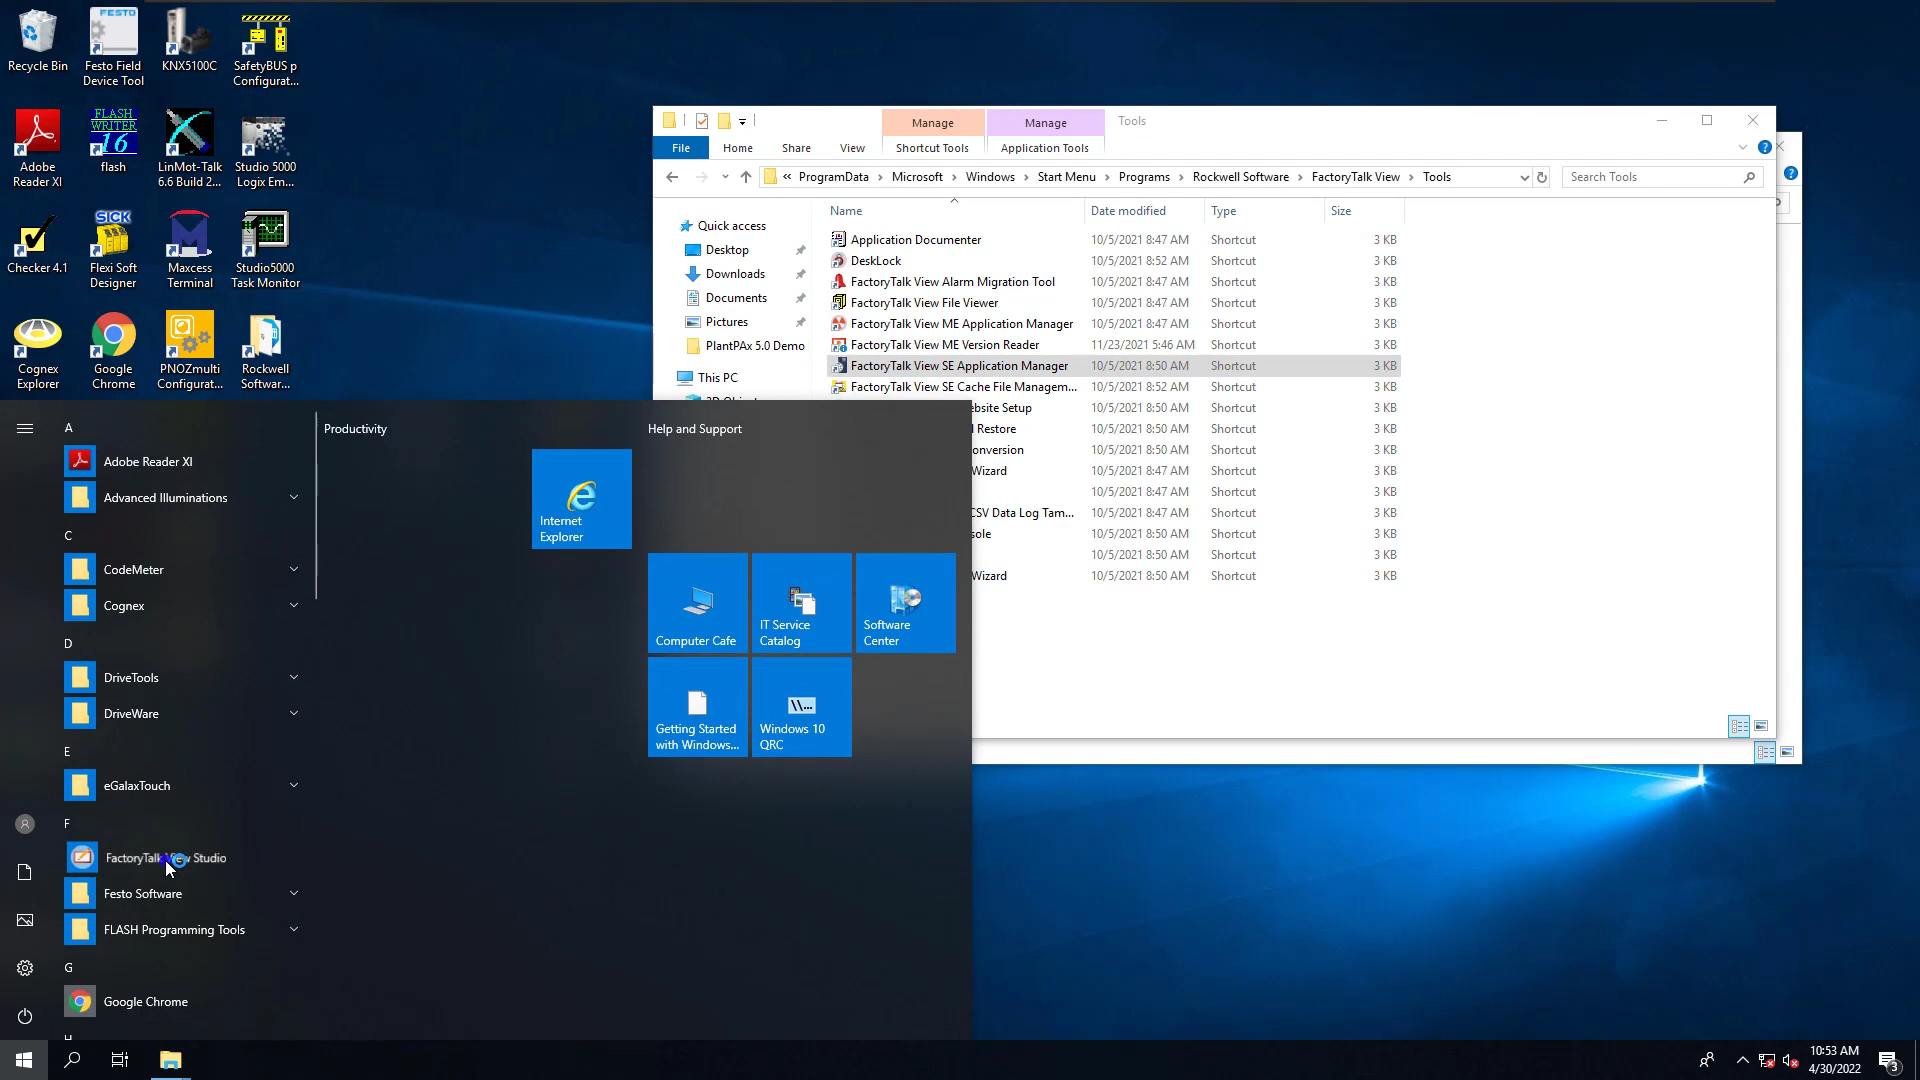 Recycle Bin
Festo Field
Device Tool
KNX5100C
SafetyBUS p
Configurat...
Adobe
Reader XI
FLASH
WRITER
16
flash
LinMot-Talk
6.6 Build 2...
Studio 5000
Logix Em...
Checker 4.1
Flexi Soft
Designer
Maxcess
Terminal
Studio5000
Task Monitor
Cognex
Explorer
Google
Chrome
PNOZmulti
Configurat...
Rockwell
Softwar...
Manage
Manage
Tools
File
Home
Share
View
Shortcut Tools
Application Tools
« ProgramData > Microsoft > Windows > Start Menu > Programs > Rockwell Software > FactoryTalk View > Tools
Search Tools
Quick access
Desktop
Downloads
Documents
Pictures
PlantPAx 5.0 Demo
This PC
Name Date modified Type Size
Application Documenter 10/5/2021 8:47 AM Shortcut 3 KB
DeskLock 10/5/2021 8:52 AM Shortcut 3 KB
FactoryTalk View Alarm Migration Tool 10/5/2021 8:47 AM Shortcut 3 KB
FactoryTalk View File Viewer 10/5/2021 8:47 AM Shortcut 3 KB
FactoryTalk View ME Application Manager 10/5/2021 8:47 AM Shortcut 3 KB
FactoryTalk View ME Version Reader 11/23/2021 5:46 AM Shortcut 3 KB
FactoryTalk View SE Application Manager 10/5/2021 8:50 AM Shortcut 3 KB
FactoryTalk View SE Cache File Managem... 10/5/2021 8:52 AM Shortcut 3 KB
ebsite Setup 10/5/2021 8:50 AM Shortcut 3 KB
l Restore 10/5/2021 8:50 AM Shortcut 3 KB
onversion 10/5/2021 8:50 AM Shortcut 3 KB
Wizard 10/5/2021 8:47 AM Shortcut 3 KB
10/5/2021 8:47 AM Shortcut 3 KB
CSV Data Log Tam... 10/5/2021 8:47 AM Shortcut 3 KB
sole 10/5/2021 8:50 AM Shortcut 3 KB
10/5/2021 8:50 AM Shortcut 3 KB
Wizard 10/5/2021 8:50 AM Shortcut 3 KB
A
Adobe Reader XI
Advanced Illuminations
C
CodeMeter
Cognex
D
DriveTools
DriveWare
E
eGalaxTouch
F
FactoryTalk View Studio
Festo Software
FLASH Programming Tools
G
Google Chrome
Productivity
Internet
Explorer
Help and Support
Computer Cafe
IT Service
Catalog
Software
Center
Getting Started
with Windows...
Windows 10
QRC
10:53 AM
4/30/2022
3